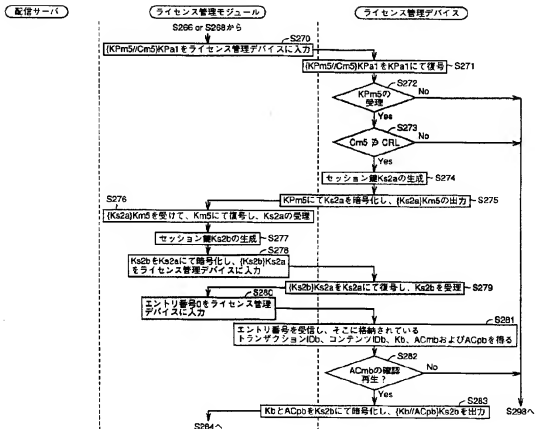 配信サーバ
ライセンス管理モジュール
ライセンス管理デバイス
S266 or S268から
S270
{KPm5//Cm5}KPa1をライセンス管理デバイスに入力
{KPm5//Cm5}KPa1をKPa1にて復号
S271
S272
KPm5の
受理
No
Yes
S273
Cm5 ∌ CRL
No
Yes
セッション鍵Ks2aの生成
S274
S276
KPm5にてKs2aを暗号化し、{Ks2a}Km5の出力
S275
{Ks2a}Km5を受けて、Km5にて復号し、Ks2aの受理
セッション鍵Ks2bの生成
S277
S278
Ks2bをKs2aにて暗号化し、{Ks2b}Ks2a
をライセンス管理デバイスに入力
{Ks2b}Ks2aをKs2aにて復号し、Ks2bを受理
S279
S280
エントリ番号0をライセンス管理
デバイスに入力
S281
エントリ番号を受信し、そこに格納されている
トランザクションIDb、コンテンツIDb、Kb、ACmbおよびACpbを得る
S282
ACmbの確認
再生?
No
Yes
S283
KbとACpbをKs2bにて暗号化し、{Kb//ACpb}Ks2bを出力
S284へ
S298へ